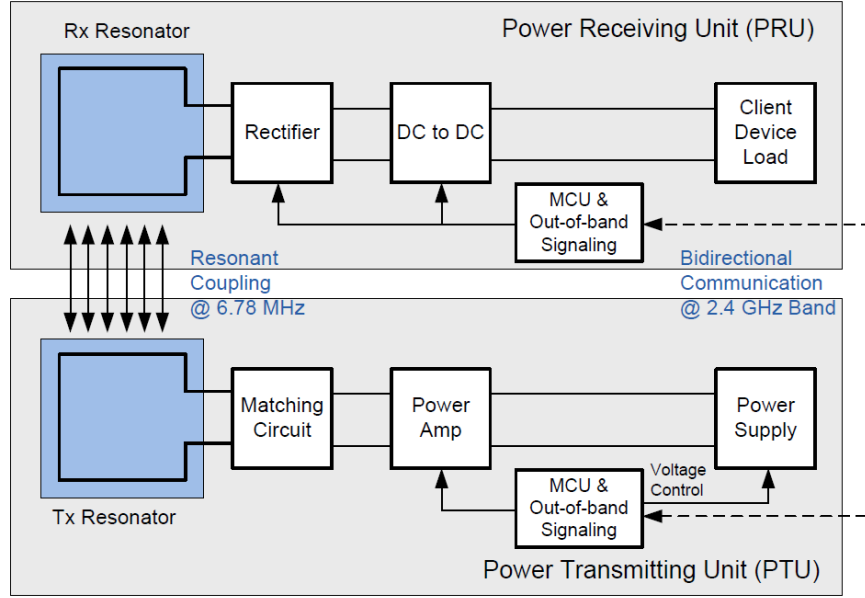 Rx Resonator
Power Receiving Unit (PRU)
Rectifier
DC to DC
Client
Device
Load
MCU &
Out-of-band
Signaling
Resonant
Coupling
@ 6.78 MHz
Bidirectional
Communication
@ 2.4 GHz Band
Matching
Circuit
Power
Amp
Power
Supply
Voltage
Control
MCU &
Out-of-band
Signaling
Tx Resonator
Power Transmitting Unit (PTU)